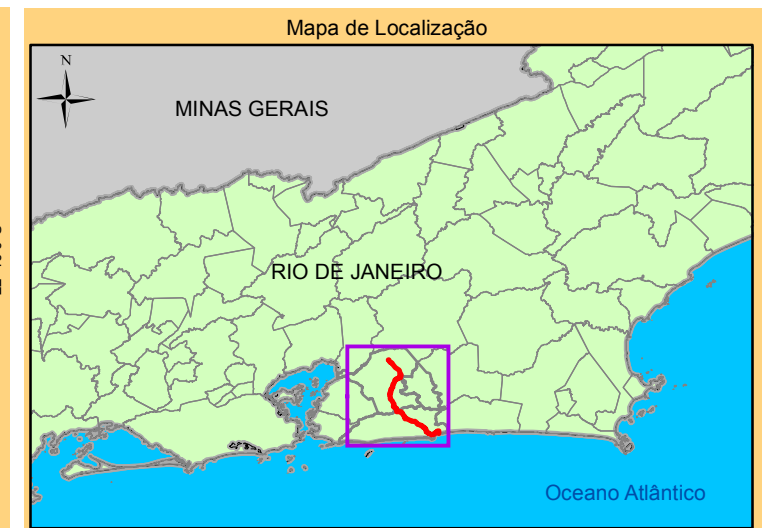 Mapa de Localização
N
MINAS GERAIS
RIO DE JANEIRO
Oceano Atlântico